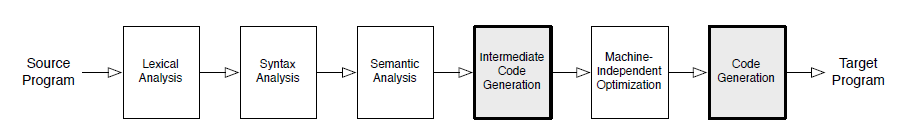 Source
Program
Lexical
Analysis
Syntax
Analysis
Semantic
Analysis
Intermediate
Code
Generation
Machine-
Independent
Optimization
Code
Generation
Target
Program